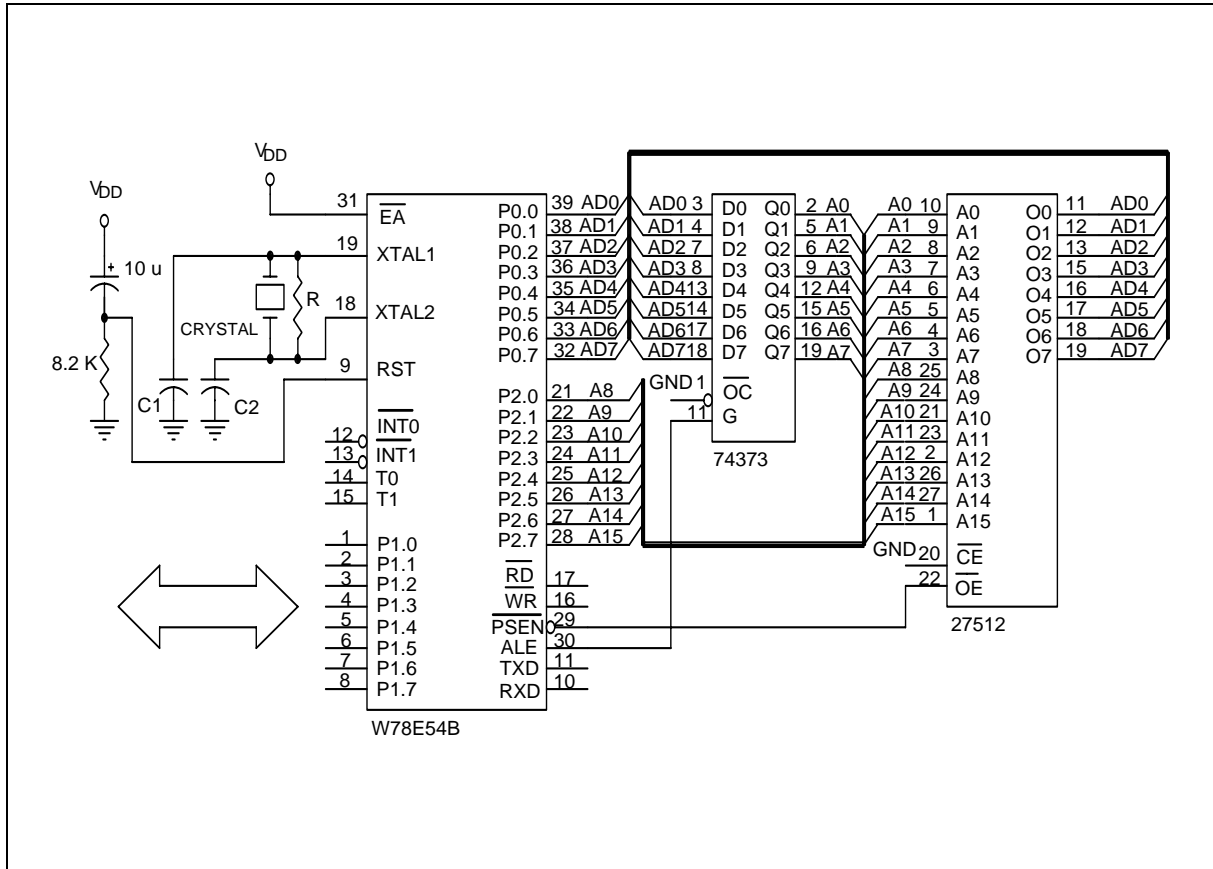 VDD
VDD
10 u
8.2 K
C1
C2
CRYSTAL
R
31 EA
19 XTAL1
18 XTAL2
9 RST
12 INT0
13 INT1
14 T0
15 T1
1 P1.0
2 P1.1
3 P1.2
4 P1.3
5 P1.4
6 P1.5
7 P1.6
8 P1.7
P0.0 39 AD0
P0.1 38 AD1
P0.2 37 AD2
P0.3 36 AD3
P0.4 35 AD4
P0.5 34 AD5
P0.6 33 AD6
P0.7 32 AD7
P2.0 21 A8
P2.1 22 A9
P2.2 23 A10
P2.3 24 A11
P2.4 25 A12
P2.5 26 A13
P2.6 27 A14
P2.7 28 A15
RD 17
WR 16
PSEN 29
ALE 30
TXD 11
RXD 10
W78E54B
AD0 3 D0 Q0 2 A0
AD1 4 D1 Q1 5 A1
AD2 7 D2 Q2 6 A2
AD3 8 D3 Q3 9 A3
AD4 13 D4 Q4 12 A4
AD5 14 D5 Q5 15 A5
AD6 17 D6 Q6 16 A6
AD7 18 D7 Q7 19 A7
GND 1 OC
11 G
74373
A0 10 A0 O0 11 AD0
A1 9 A1 O1 12 AD1
A2 8 A2 O2 13 AD2
A3 7 A3 O3 15 AD3
A4 6 A4 O4 16 AD4
A5 5 A5 O5 17 AD5
A6 4 A6 O6 18 AD6
A7 3 A7 O7 19 AD7
A8 25 A8
A9 24 A9
A10 21 A10
A11 23 A11
A12 2 A12
A13 26 A13
A14 27 A14
A15 1 A15
GND 20 CE
22 OE
27512